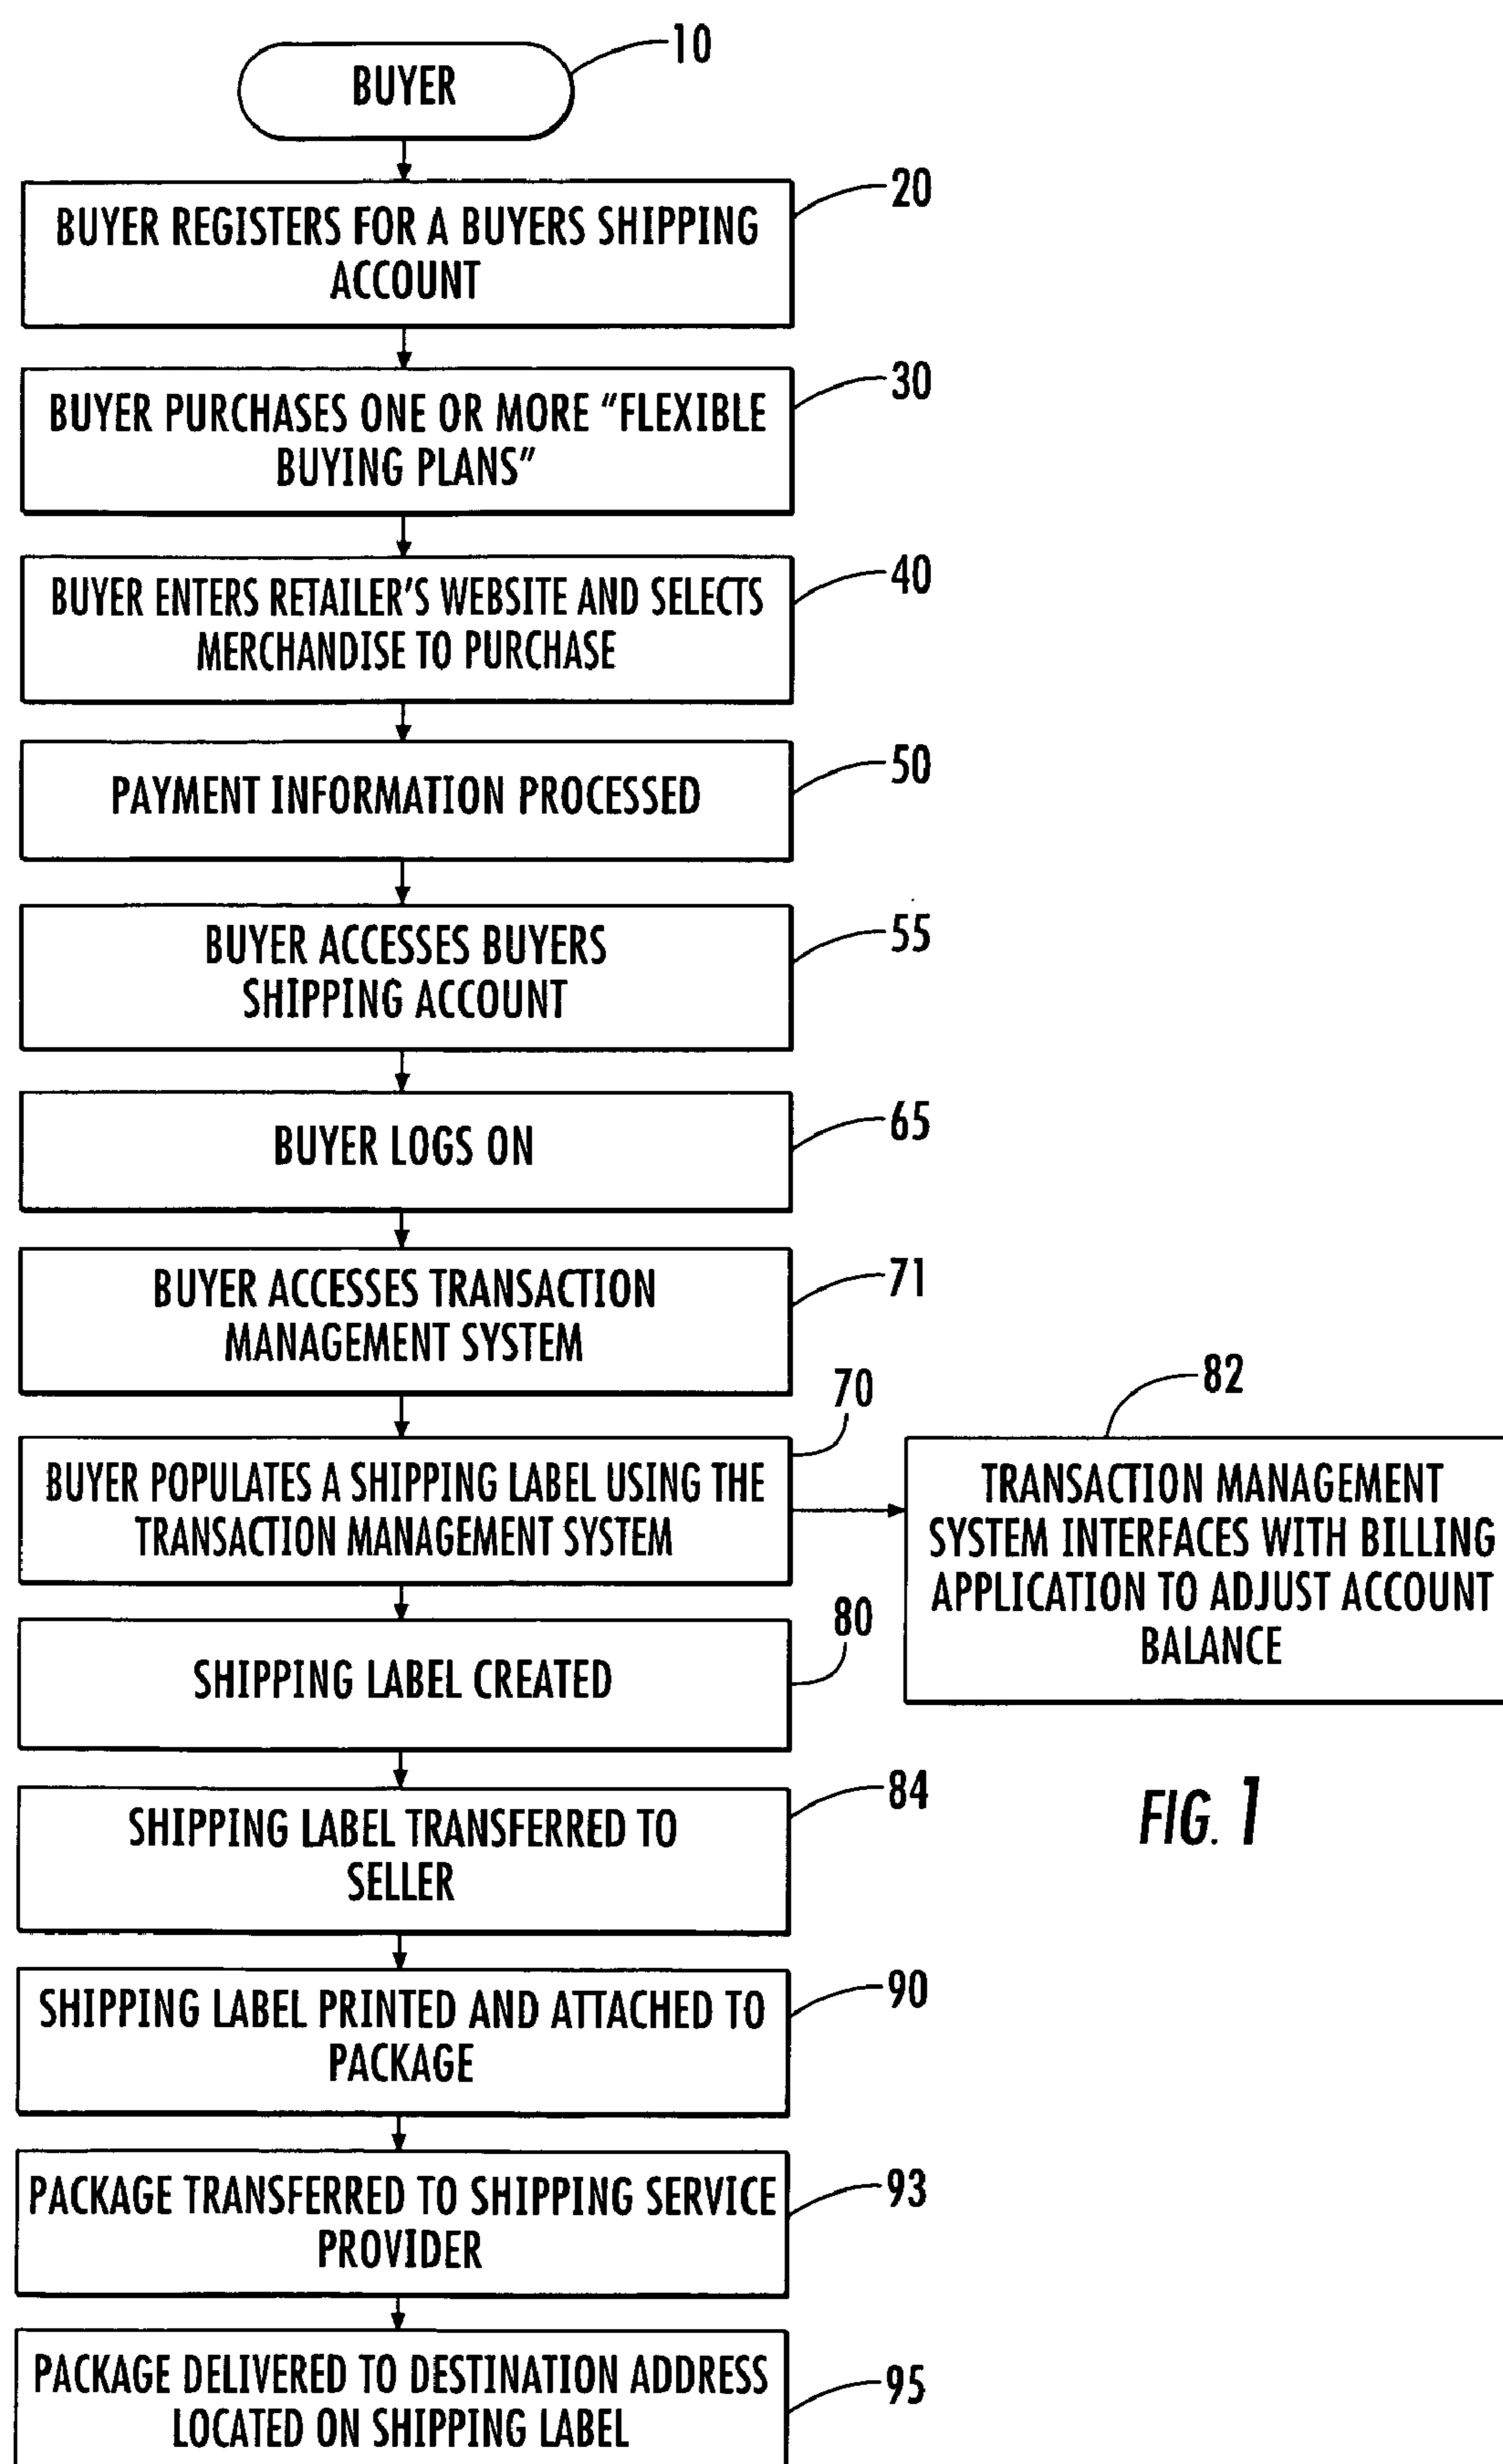 BUYER
10
BUYER REGISTERS FOR A BUYERS SHIPPING
ACCOUNT
20
BUYER PURCHASES ONE OR MORE “FLEXIBLE
BUYING PLANS”
30
BUYER ENTERS RETAILER’S WEBSITE AND SELECTS
MERCHANDISE TO PURCHASE
40
PAYMENT INFORMATION PROCESSED
50
BUYER ACCESSES BUYERS
SHIPPING ACCOUNT
55
BUYER LOGS ON
65
BUYER ACCESSES TRANSACTION
MANAGEMENT SYSTEM
71
BUYER POPULATES A SHIPPING LABEL USING THE
TRANSACTION MANAGEMENT SYSTEM
70
TRANSACTION MANAGEMENT
SYSTEM INTERFACES WITH BILLING
APPLICATION TO ADJUST ACCOUNT
BALANCE
82
SHIPPING LABEL CREATED
80
SHIPPING LABEL TRANSFERRED TO
SELLER
84
FIG. 1
SHIPPING LABEL PRINTED AND ATTACHED TO
PACKAGE
90
PACKAGE TRANSFERRED TO SHIPPING SERVICE
PROVIDER
93
PACKAGE DELIVERED TO DESTINATION ADDRESS
LOCATED ON SHIPPING LABEL
95